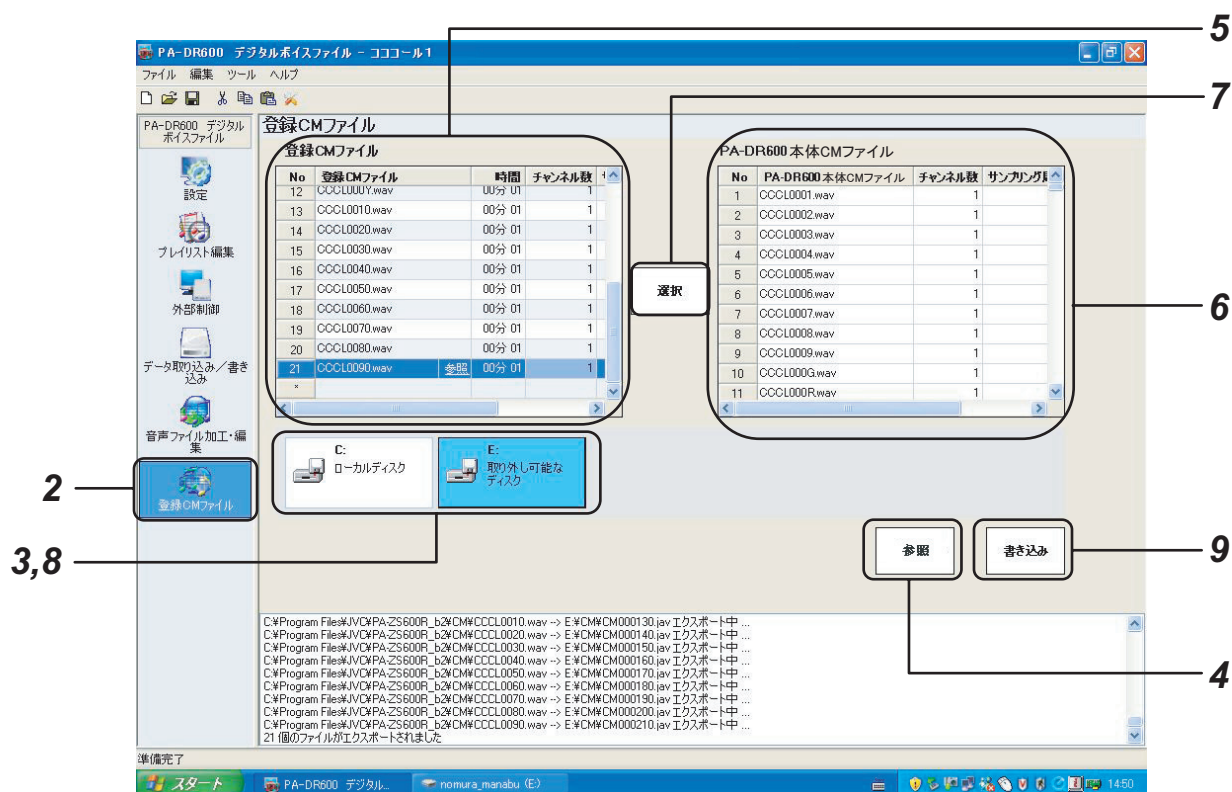 5
PA-DR600 デジタルボイスファイル - コココール1
ファイル 編集 ツール ヘルプ
7
PA-DR600 デジタル
ボイスファイル
登録CMファイル
登録CMファイル
PA-DR600本体CMファイル
No 登録CMファイル 時間 チャンネル数
12 CCCL000Y.wav 00分 01 1
13 CCCL0010.wav 00分 01 1
14 CCCL0020.wav 00分 01 1
15 CCCL0030.wav 00分 01 1
16 CCCL0040.wav 00分 01 1
17 CCCL0050.wav 00分 01 1
18 CCCL0060.wav 00分 01 1
19 CCCL0070.wav 00分 01 1
20 CCCL0080.wav 00分 01 1
21 CCCL0090.wav 参照 00分 01 1
*
選択
No PA-DR600本体CMファイル チャンネル数 サンプリング
1 CCCL0001.wav 1
2 CCCL0002.wav 1
3 CCCL0003.wav 1
4 CCCL0004.wav 1
5 CCCL0005.wav 1
6 CCCL0006.wav 1
7 CCCL0007.wav 1
8 CCCL0008.wav 1
9 CCCL0009.wav 1
10 CCCL000G.wav 1
11 CCCL000R.wav 1
6
設定
プレイリスト編集
外部制御
データ取り込み/書き
込み
音声ファイル加工・編
集
登録CMファイル
2
C:
ローカルディスク
E:
取り外し可能な
ディスク
3,8
参照
書き込み
9
4
C:¥Program Files¥JVC¥PA-ZS600R_b2¥CM¥CCCL0010.wav --> E:¥CM¥CM000130.jav エクスポート中 ...
C:¥Program Files¥JVC¥PA-ZS600R_b2¥CM¥CCCL0020.wav --> E:¥CM¥CM000140.jav エクスポート中 ...
C:¥Program Files¥JVC¥PA-ZS600R_b2¥CM¥CCCL0030.wav --> E:¥CM¥CM000150.jav エクスポート中 ...
C:¥Program Files¥JVC¥PA-ZS600R_b2¥CM¥CCCL0040.wav --> E:¥CM¥CM000160.jav エクスポート中 ...
C:¥Program Files¥JVC¥PA-ZS600R_b2¥CM¥CCCL0050.wav --> E:¥CM¥CM000170.jav エクスポート中 ...
C:¥Program Files¥JVC¥PA-ZS600R_b2¥CM¥CCCL0060.wav --> E:¥CM¥CM000180.jav エクスポート中 ...
C:¥Program Files¥JVC¥PA-ZS600R_b2¥CM¥CCCL0070.wav --> E:¥CM¥CM000190.jav エクスポート中 ...
C:¥Program Files¥JVC¥PA-ZS600R_b2¥CM¥CCCL0080.wav --> E:¥CM¥CM000200.jav エクスポート中 ...
C:¥Program Files¥JVC¥PA-ZS600R_b2¥CM¥CCCL0090.wav --> E:¥CM¥CM000210.jav エクスポート中 ...
21 個のファイルがエクスポートされました
準備完了
スタート PA-DR600 デジタル... nomura_manabu (E:) 14:50